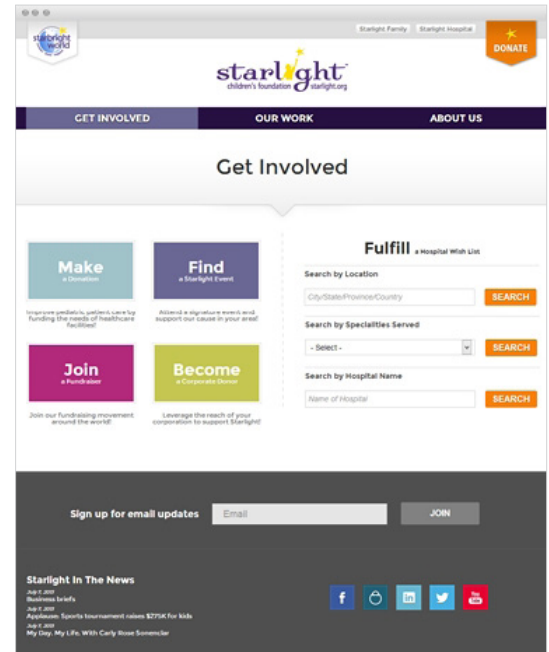 starbright
world
Starlight Family
Starlight Hospital
DONATE
starlight
children's foundation starlight.org
GET INVOLVED
OUR WORK
ABOUT US
Get Involved
Make
a Donation
Improve pediatric patient care by
funding the needs of healthcare
facilities!
Find
a Starlight Event
Attend a signature event and
support our cause in your area!
Join
a Fundraiser
Join our fundraising movement
around the world!
Become
a Corporate Donor
Leverage the reach of your
corporation to support Starlight!
Fulfill a Hospital Wish List
Search by Location
City/State/Province/Country
SEARCH
Search by Specialities Served
- Select -
SEARCH
Search by Hospital Name
Name of Hospital
SEARCH
Sign up for email updates
Email
JOIN
Starlight In The News
Business briefs
Applause: Sports tournament raises $275K for kids
My Day. My Life. With Carly Rose Sonenclar
f
in
You
Tube